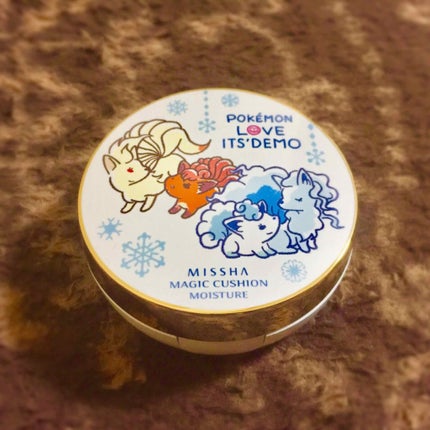 POKÉMON
LOVE
ITS'DEMO
MISSHA
MAGIC CUSHION
MOISTURE